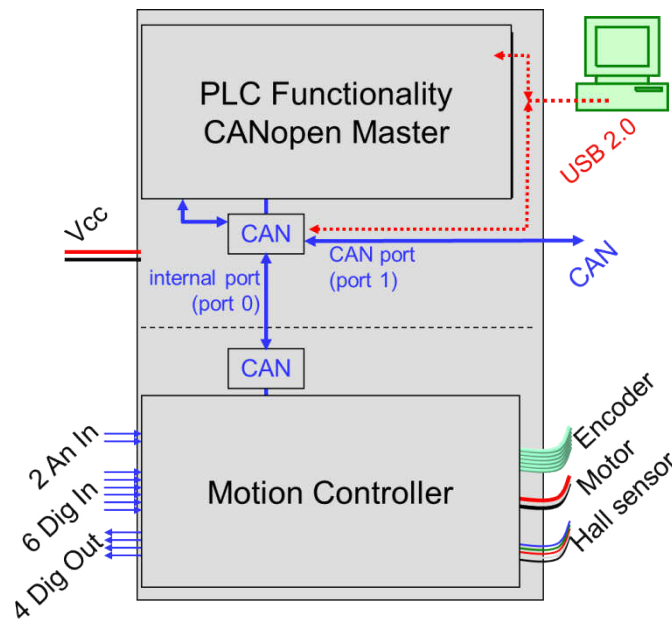 PLC Functionality
CANopen Master
USB 2.0
Vcc
CAN
CAN port
(port 1)
CAN
internal port
(port 0)
CAN
2 An In
6 Dig In
4 Dig Out
Motion Controller
Encoder
Motor
Hall sensor